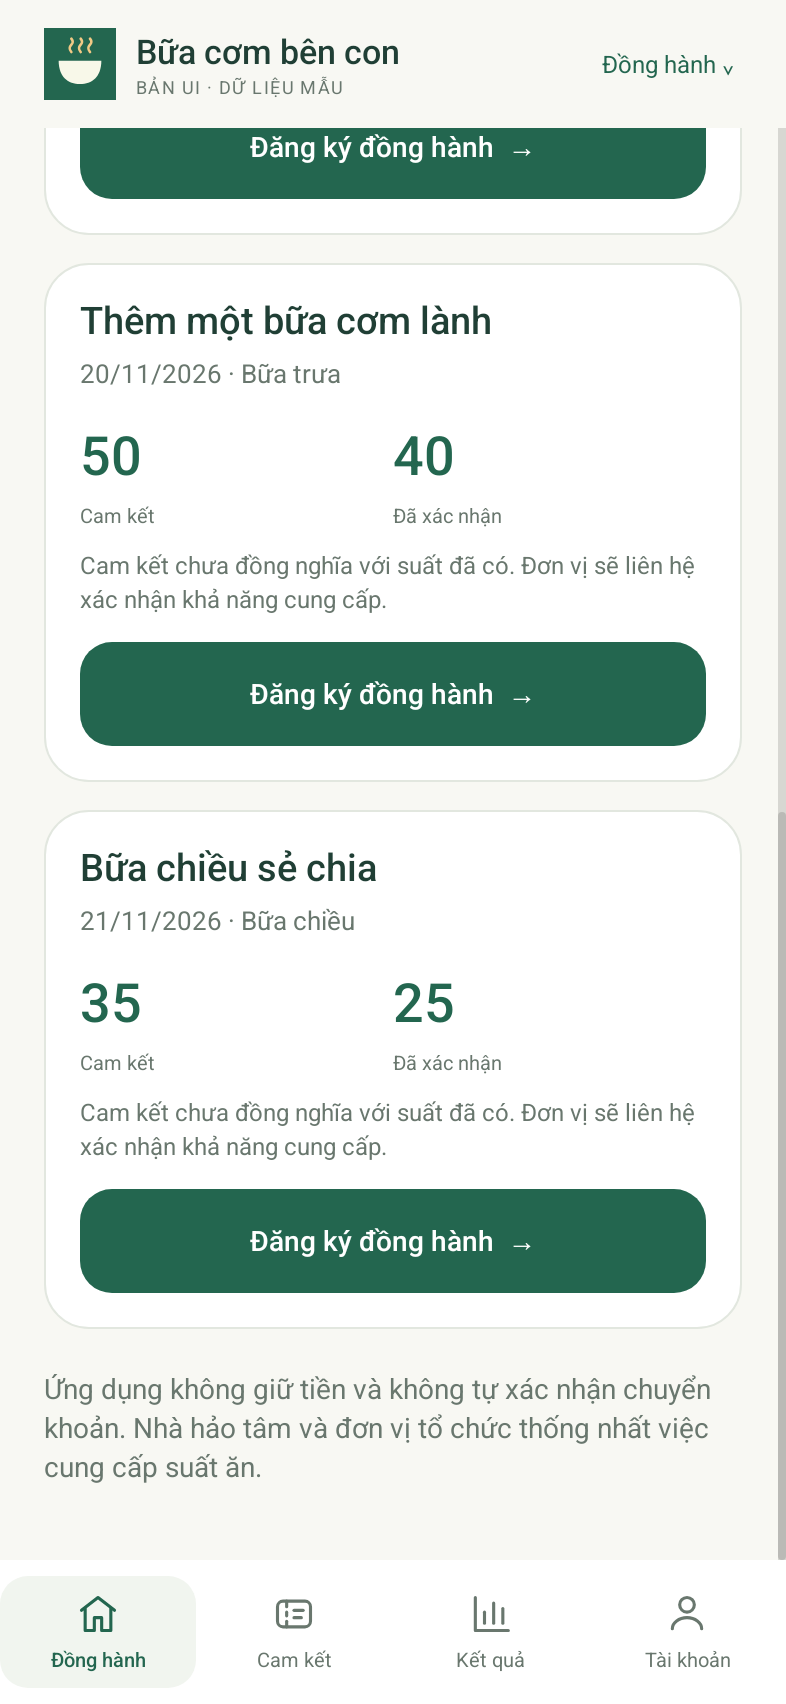 Bữa cơm bên con
BẢN UI · DỮ LIỆU MẪU
Đồng hành
Đăng ký đồng hành →
Thêm một bữa cơm lành
20/11/2026 · Bữa trưa
50 40
Cam kết Đã xác nhận
Cam kết chưa đồng nghĩa với suất đã có. Đơn vị sẽ liên hệ
xác nhận khả năng cung cấp.
Đăng ký đồng hành →
Bữa chiều sẻ chia
21/11/2026 · Bữa chiều
35 25
Cam kết Đã xác nhận
Cam kết chưa đồng nghĩa với suất đã có. Đơn vị sẽ liên hệ
xác nhận khả năng cung cấp.
Đăng ký đồng hành →
Ứng dụng không giữ tiền và không tự xác nhận chuyển
khoản. Nhà hảo tâm và đơn vị tổ chức thống nhất việc
cung cấp suất ăn.
Đồng hành Cam kết Kết quả Tài khoản